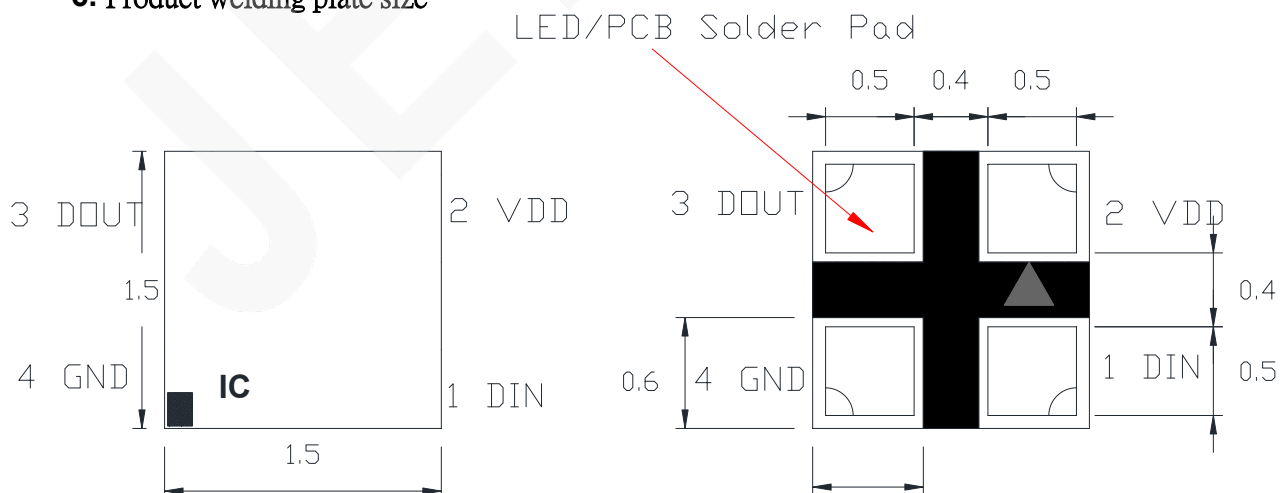 Product welding plate size
LED/PCB Solder Pad
0.5 0.4 0.5
3 DOUT
2 VDD
1.5
4 GND
IC
1 DIN
1.5
3 DOUT
2 VDD
0.4
0.6
4 GND
1 DIN
0.5